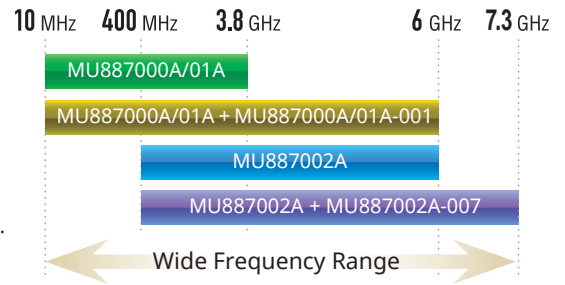 10 MHz 400 MHz 3.8 GHz 6 GHz 7.3 GHz
MU887000A/01A
MU887000A/01A + MU887000A/01A-001
MU887002A
MU887002A + MU887002A-007
.
Wide Frequency Range